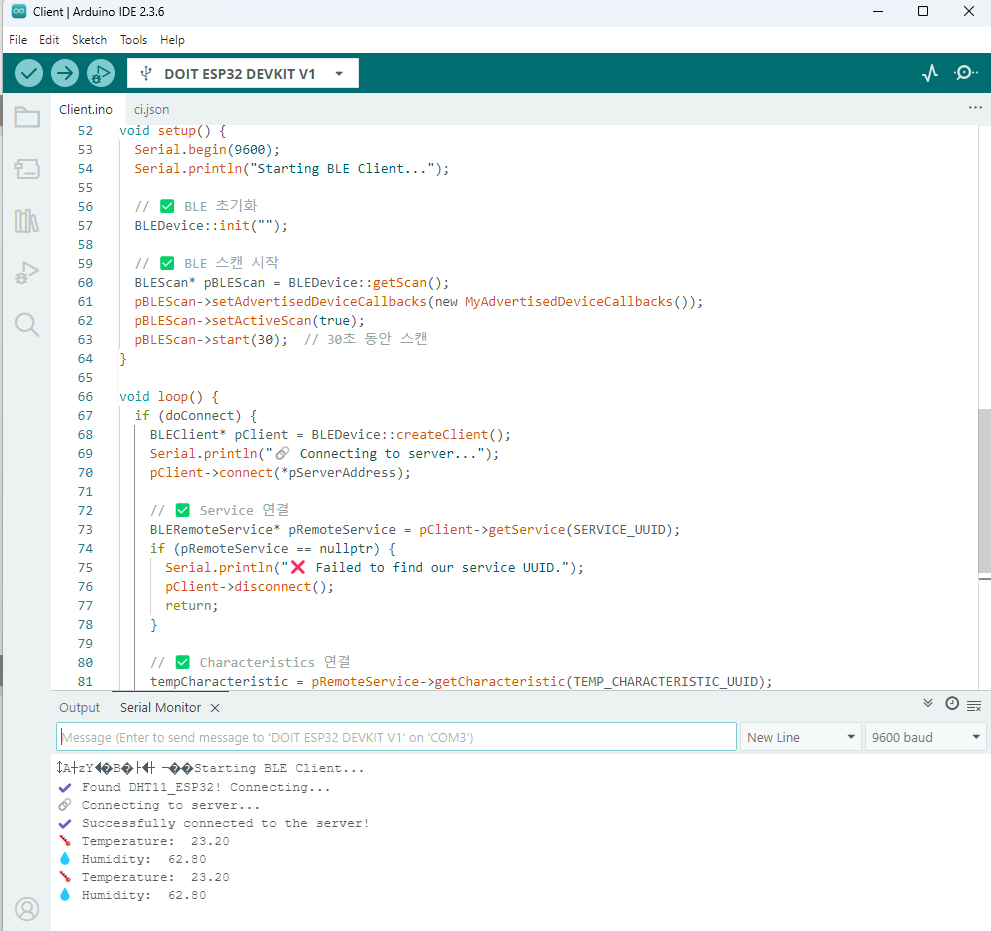 Client | Arduino IDE 2.3.6
File Edit Sketch Tools Help
DOIT ESP32 DEVKIT V1
Client.ino ci.json ...
52 void setup() {
53 Serial.begin(9600);
54 Serial.println("Starting BLE Client...");
55
56 // ✅ BLE 초기화
57 BLEDevice::init("");
58
59 // ✅ BLE 스캔 시작
60 BLEScan* pBLEScan = BLEDevice::getScan();
61 pBLEScan->setAdvertisedDeviceCallbacks(new MyAdvertisedDeviceCallbacks());
62 pBLEScan->setActiveScan(true);
63 pBLEScan->start(30); // 30초 동안 스캔
64 }
65
66 void loop() {
67 if (doConnect) {
68 BLEClient* pClient = BLEDevice::createClient();
69 Serial.println("🔗 Connecting to server...");
70 pClient->connect(*pServerAddress);
71
72 // ✅ Service 연결
73 BLERemoteService* pRemoteService = pClient->getService(SERVICE_UUID);
74 if (pRemoteService == nullptr) {
75 Serial.println("❌ Failed to find our service UUID.");
76 pClient->disconnect();
77 return;
78 }
79
80 // ✅ Characteristics 연결
81 tempCharacteristic = pRemoteService->getCharacteristic(TEMP_CHARACTERISTIC_UUID);
Output Serial Monitor
Message (Enter to send message to 'DOIT ESP32 DEVKIT V1' on 'COM3') New Line 9600 baud
Starting BLE Client...
✔ Found DHT11_ESP32! Connecting...
🔗 Connecting to server...
✔ Successfully connected to the server!
🌡 Temperature: 23.20
💧 Humidity: 62.80
🌡 Temperature: 23.20
💧 Humidity: 62.80